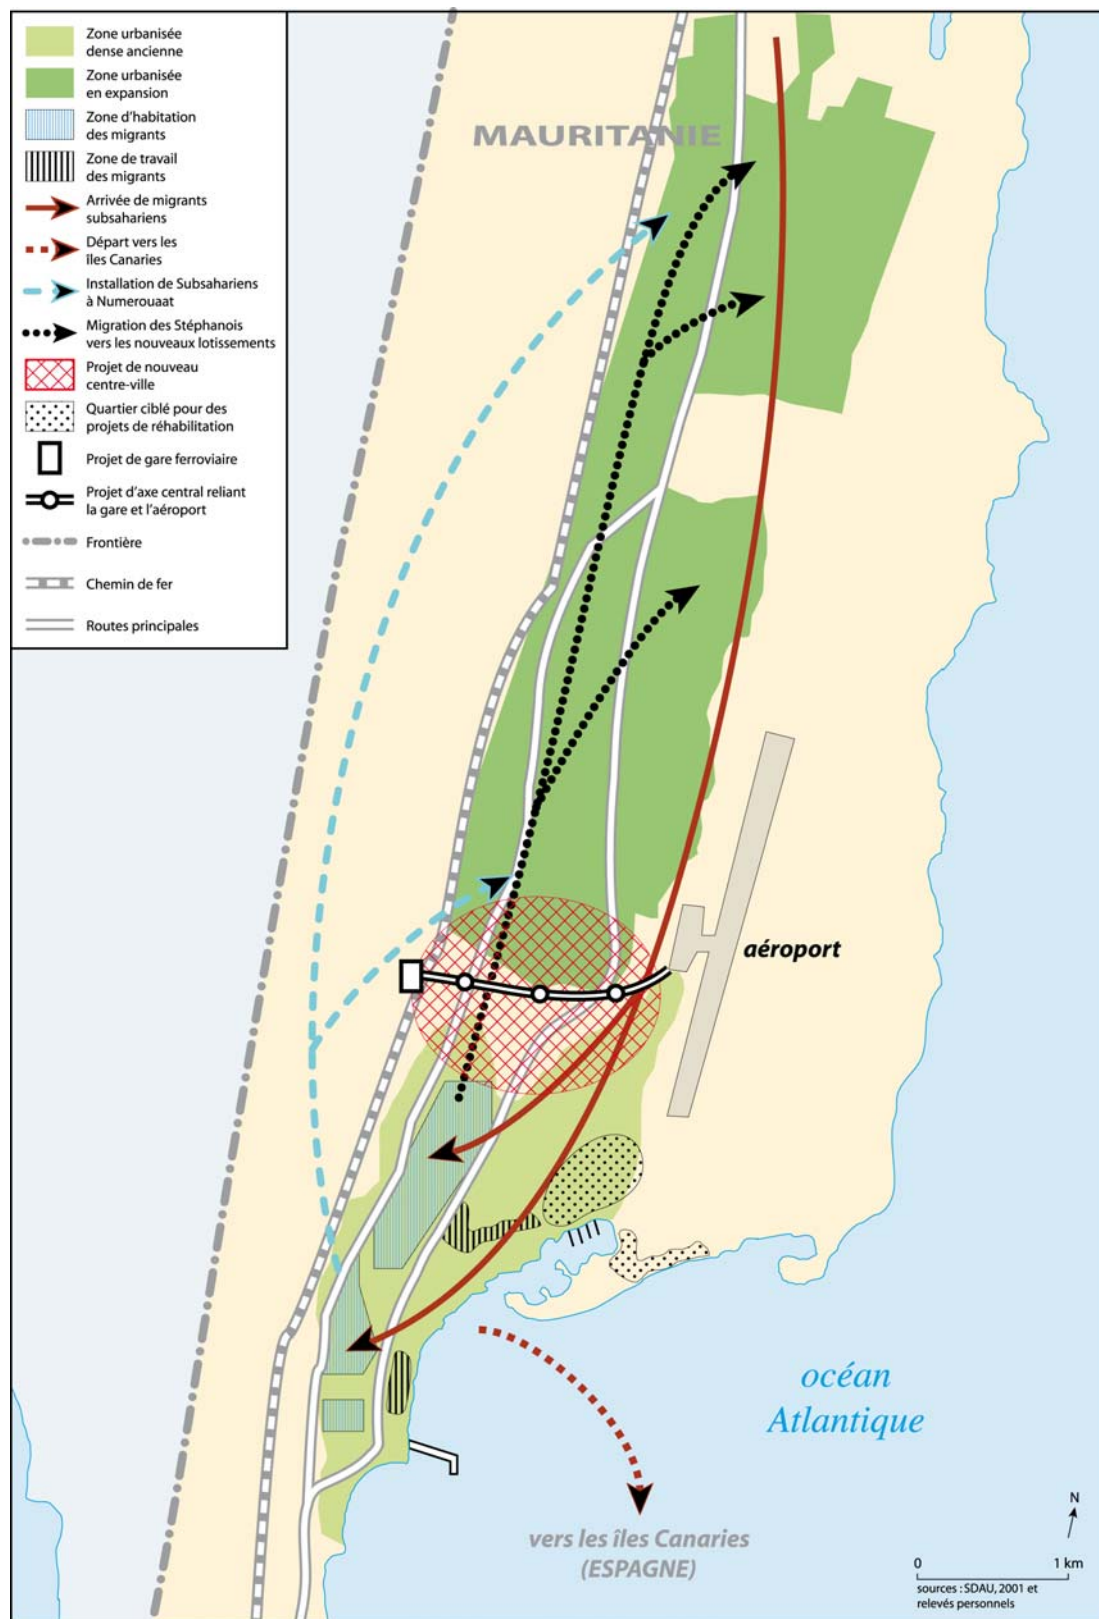 Zone urbanisée
dense ancienne
Zone urbanisée
en expansion
Zone d'habitation
des migrants
Zone de travail
des migrants
Arrivée de migrants
subsahariens
Départ vers les
îles Canaries
Installation de Subsahariens
à Numerouaat
Migration des Stéphanois
vers les nouveaux lotissements
Projet de nouveau
centre-ville
Quartier ciblé pour des
projets de réhabilitation
Projet de gare ferroviaire
Projet d'axe central reliant
la gare et l'aéroport
Frontière
Chemin de fer
Routes principales
MAURITANIE
aéroport
océan
Atlantique
vers les îles Canaries
(ESPAGNE)
N
0 1 km
sources : SDAU, 2001 et
relevés personnels